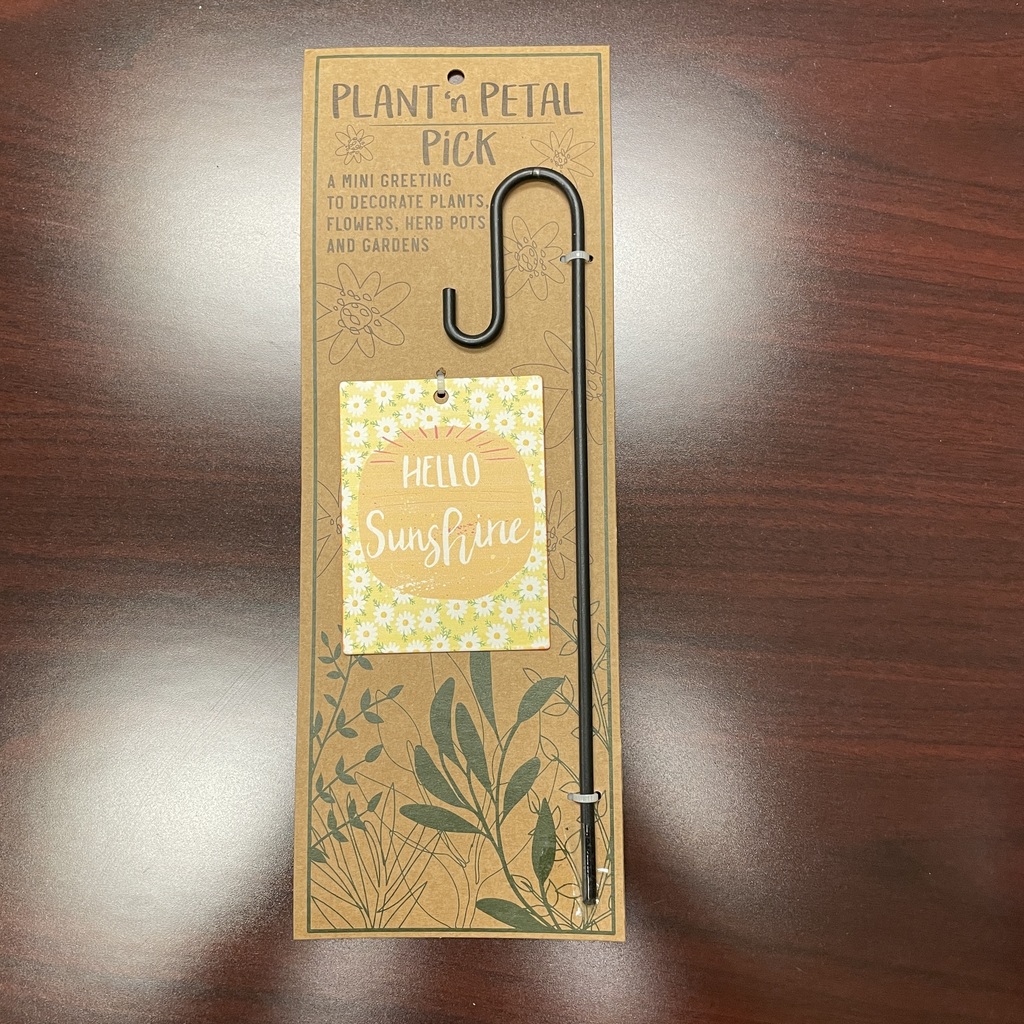 PLANT 'n PETAL
PiCK
A MINI GREETING
TO DECORATE PLANTS,
FLOWERS, HERB POTS
AND GARDENS
HELLO
Sunshine